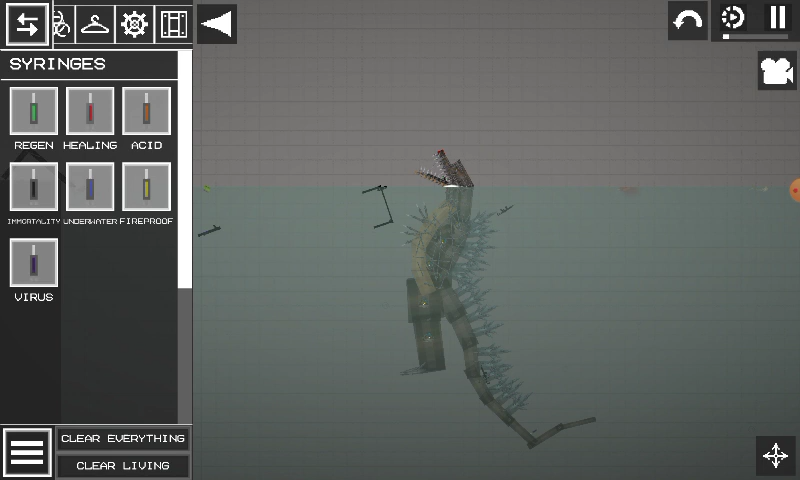 SYRINGES
REGEN HEALING ACID
IMMORTALITY UNDERWATER FIREPROOF
VIRUS
CLEAR EVERYTHING
CLEAR LIVING